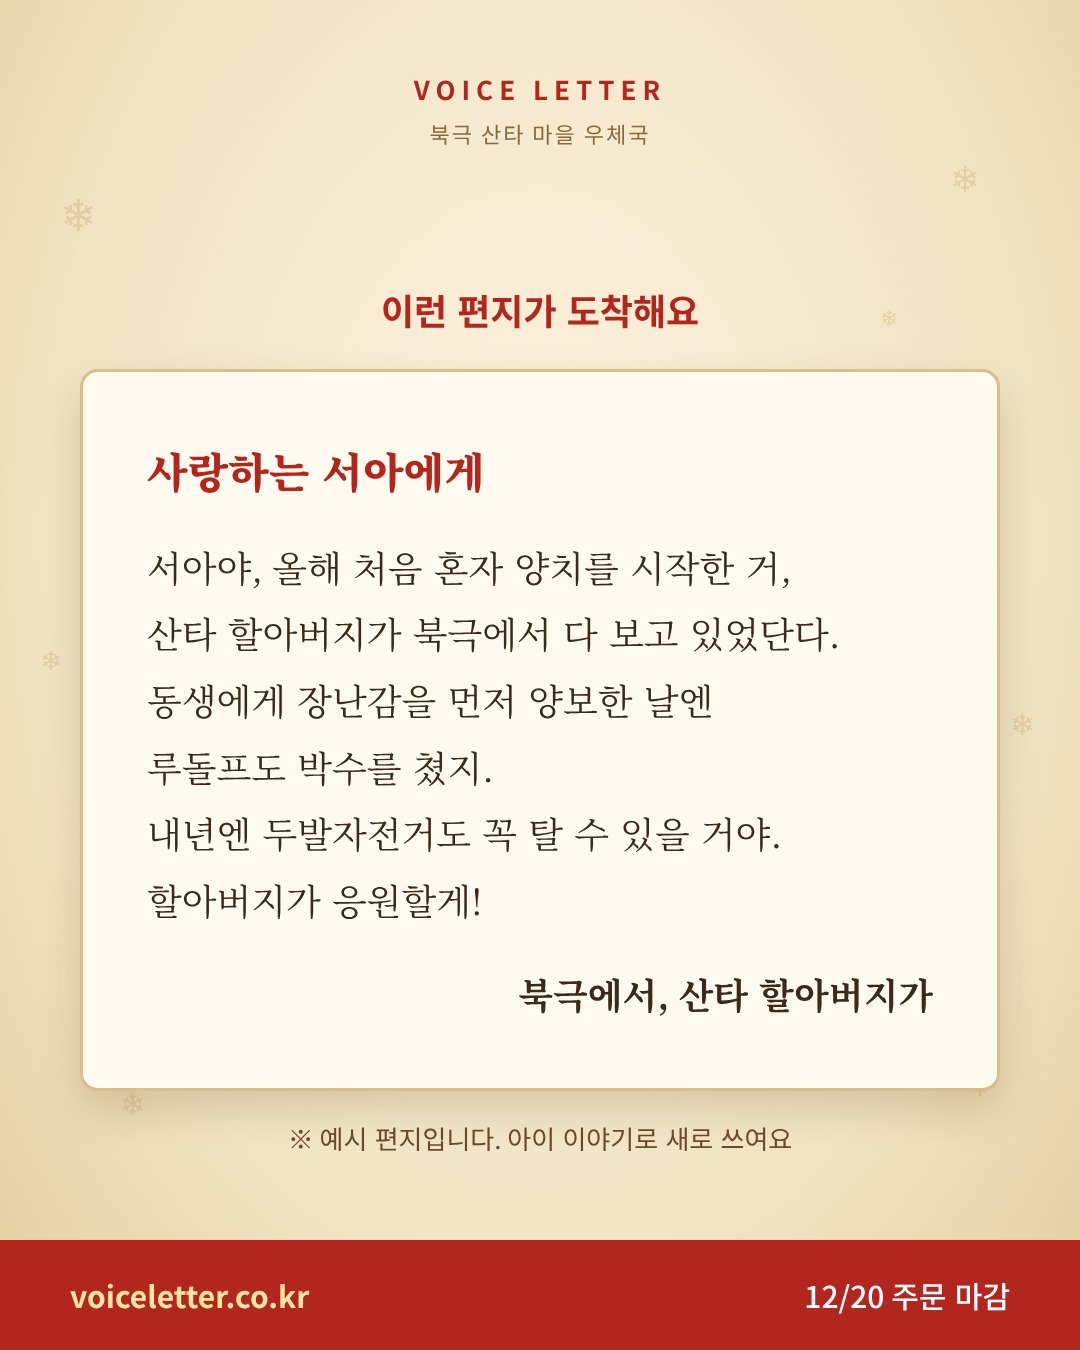 VOICE LETTER
북극 산타 마을 우체국
이런 편지가 도착해요
사랑하는 서아에게
서아야, 올해 처음 혼자 양치를 시작한 거,
산타 할아버지가 북극에서 다 보고 있었단다.
동생에게 장난감을 먼저 양보한 날엔
루돌프도 박수를 쳤지.
내년엔 두발자전거도 꼭 탈 수 있을 거야.
할아버지가 응원할게!
북극에서, 산타 할아버지가
※ 예시 편지입니다. 아이 이야기로 새로 쓰여요
voiceletter.co.kr
12/20 주문 마감